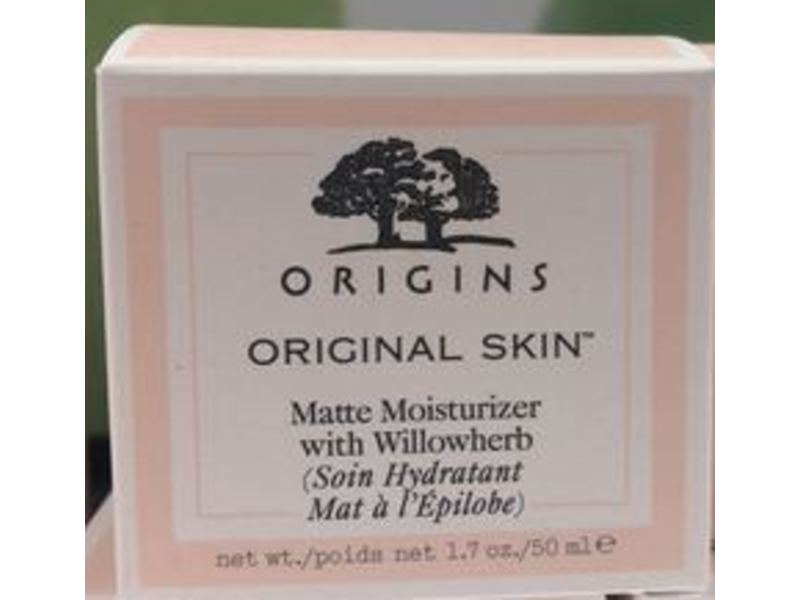 ORIGINS
ORIGINAL SKIN™
Matte Moisturizer
with Willowherb
(Soin Hydratant
Mat à l'Épilobe)
net wt./poids net 1.7 oz./50 ml℮